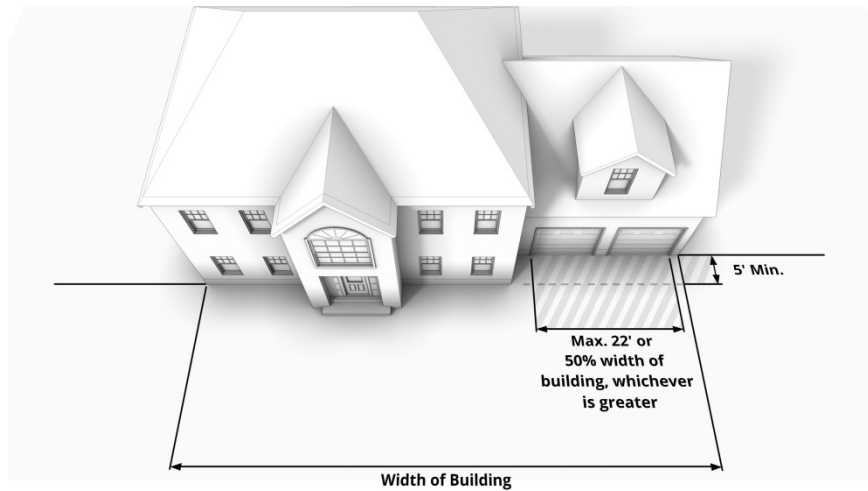 5' Min.
Max. 22' or
50% width of
building, whichever
is greater
Width of Building